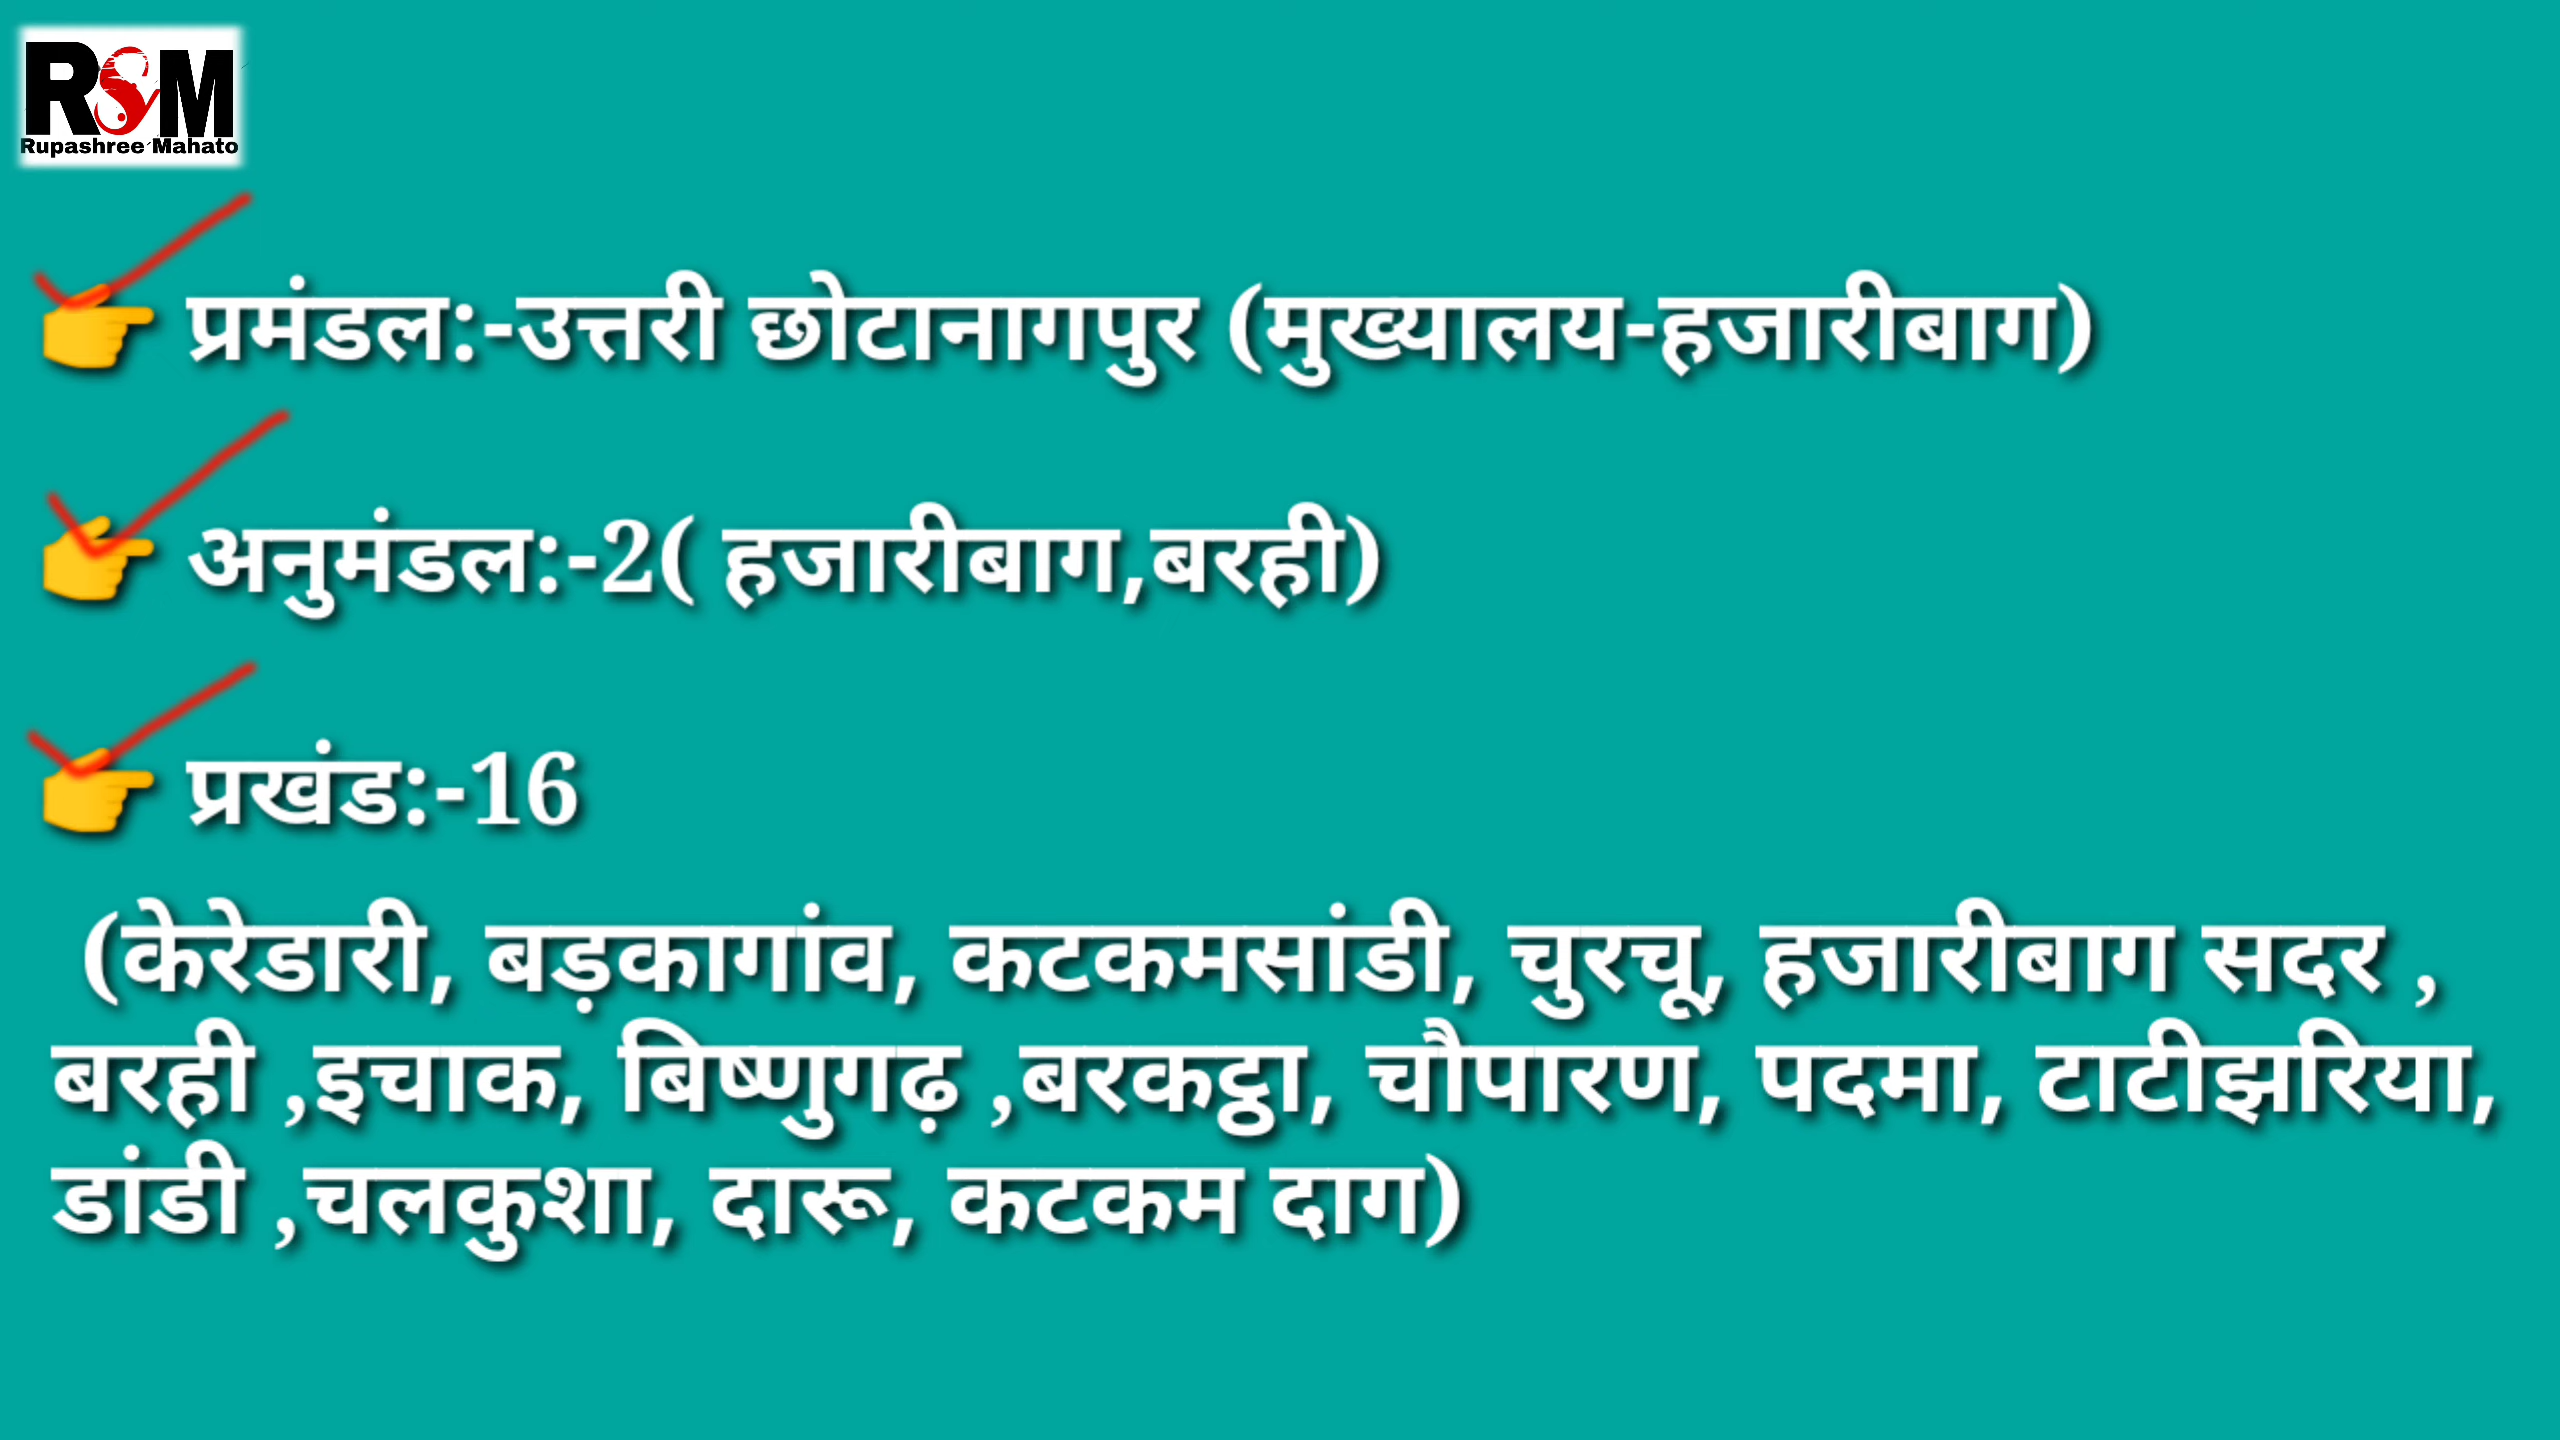 RSM
Rupashree Mahato
👉 प्रमंडल:-उत्तरी छोटानागपुर (मुख्यालय-हजारीबाग)
👉 अनुमंडल:-2( हजारीबाग,बरही)
👉 प्रखंड:-16
(केरेडारी, बड़कागांव, कटकमसांडी, चुरचू, हजारीबाग सदर ,
बरही ,इचाक, बिष्णुगढ़ ,बरकट्ठा, चौपारण, पदमा, टाटीझरिया,
डांडी ,चलकुशा, दारू, कटकम दाग)